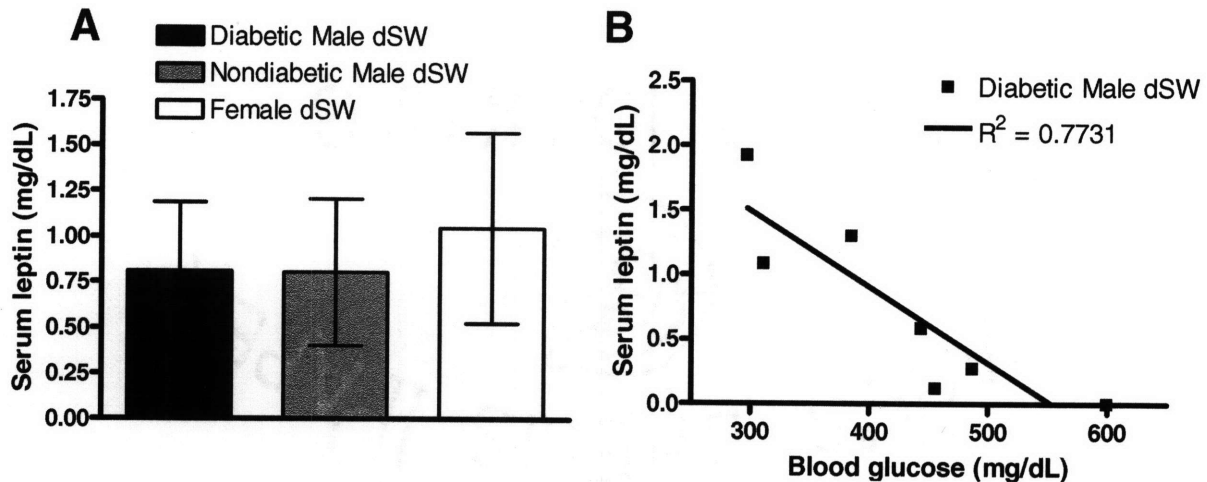 A
Diabetic Male dSW
Nondiabetic Male dSW
Female dSW
Serum leptin (mg/dL)
1.75
1.50
1.25
1.00
0.75
0.50
0.25
0.00
B
Diabetic Male dSW
R² = 0.7731
Serum leptin (mg/dL)
2.5
2.0
1.5
1.0
0.5
0.0
300 400 500 600
Blood glucose (mg/dL)